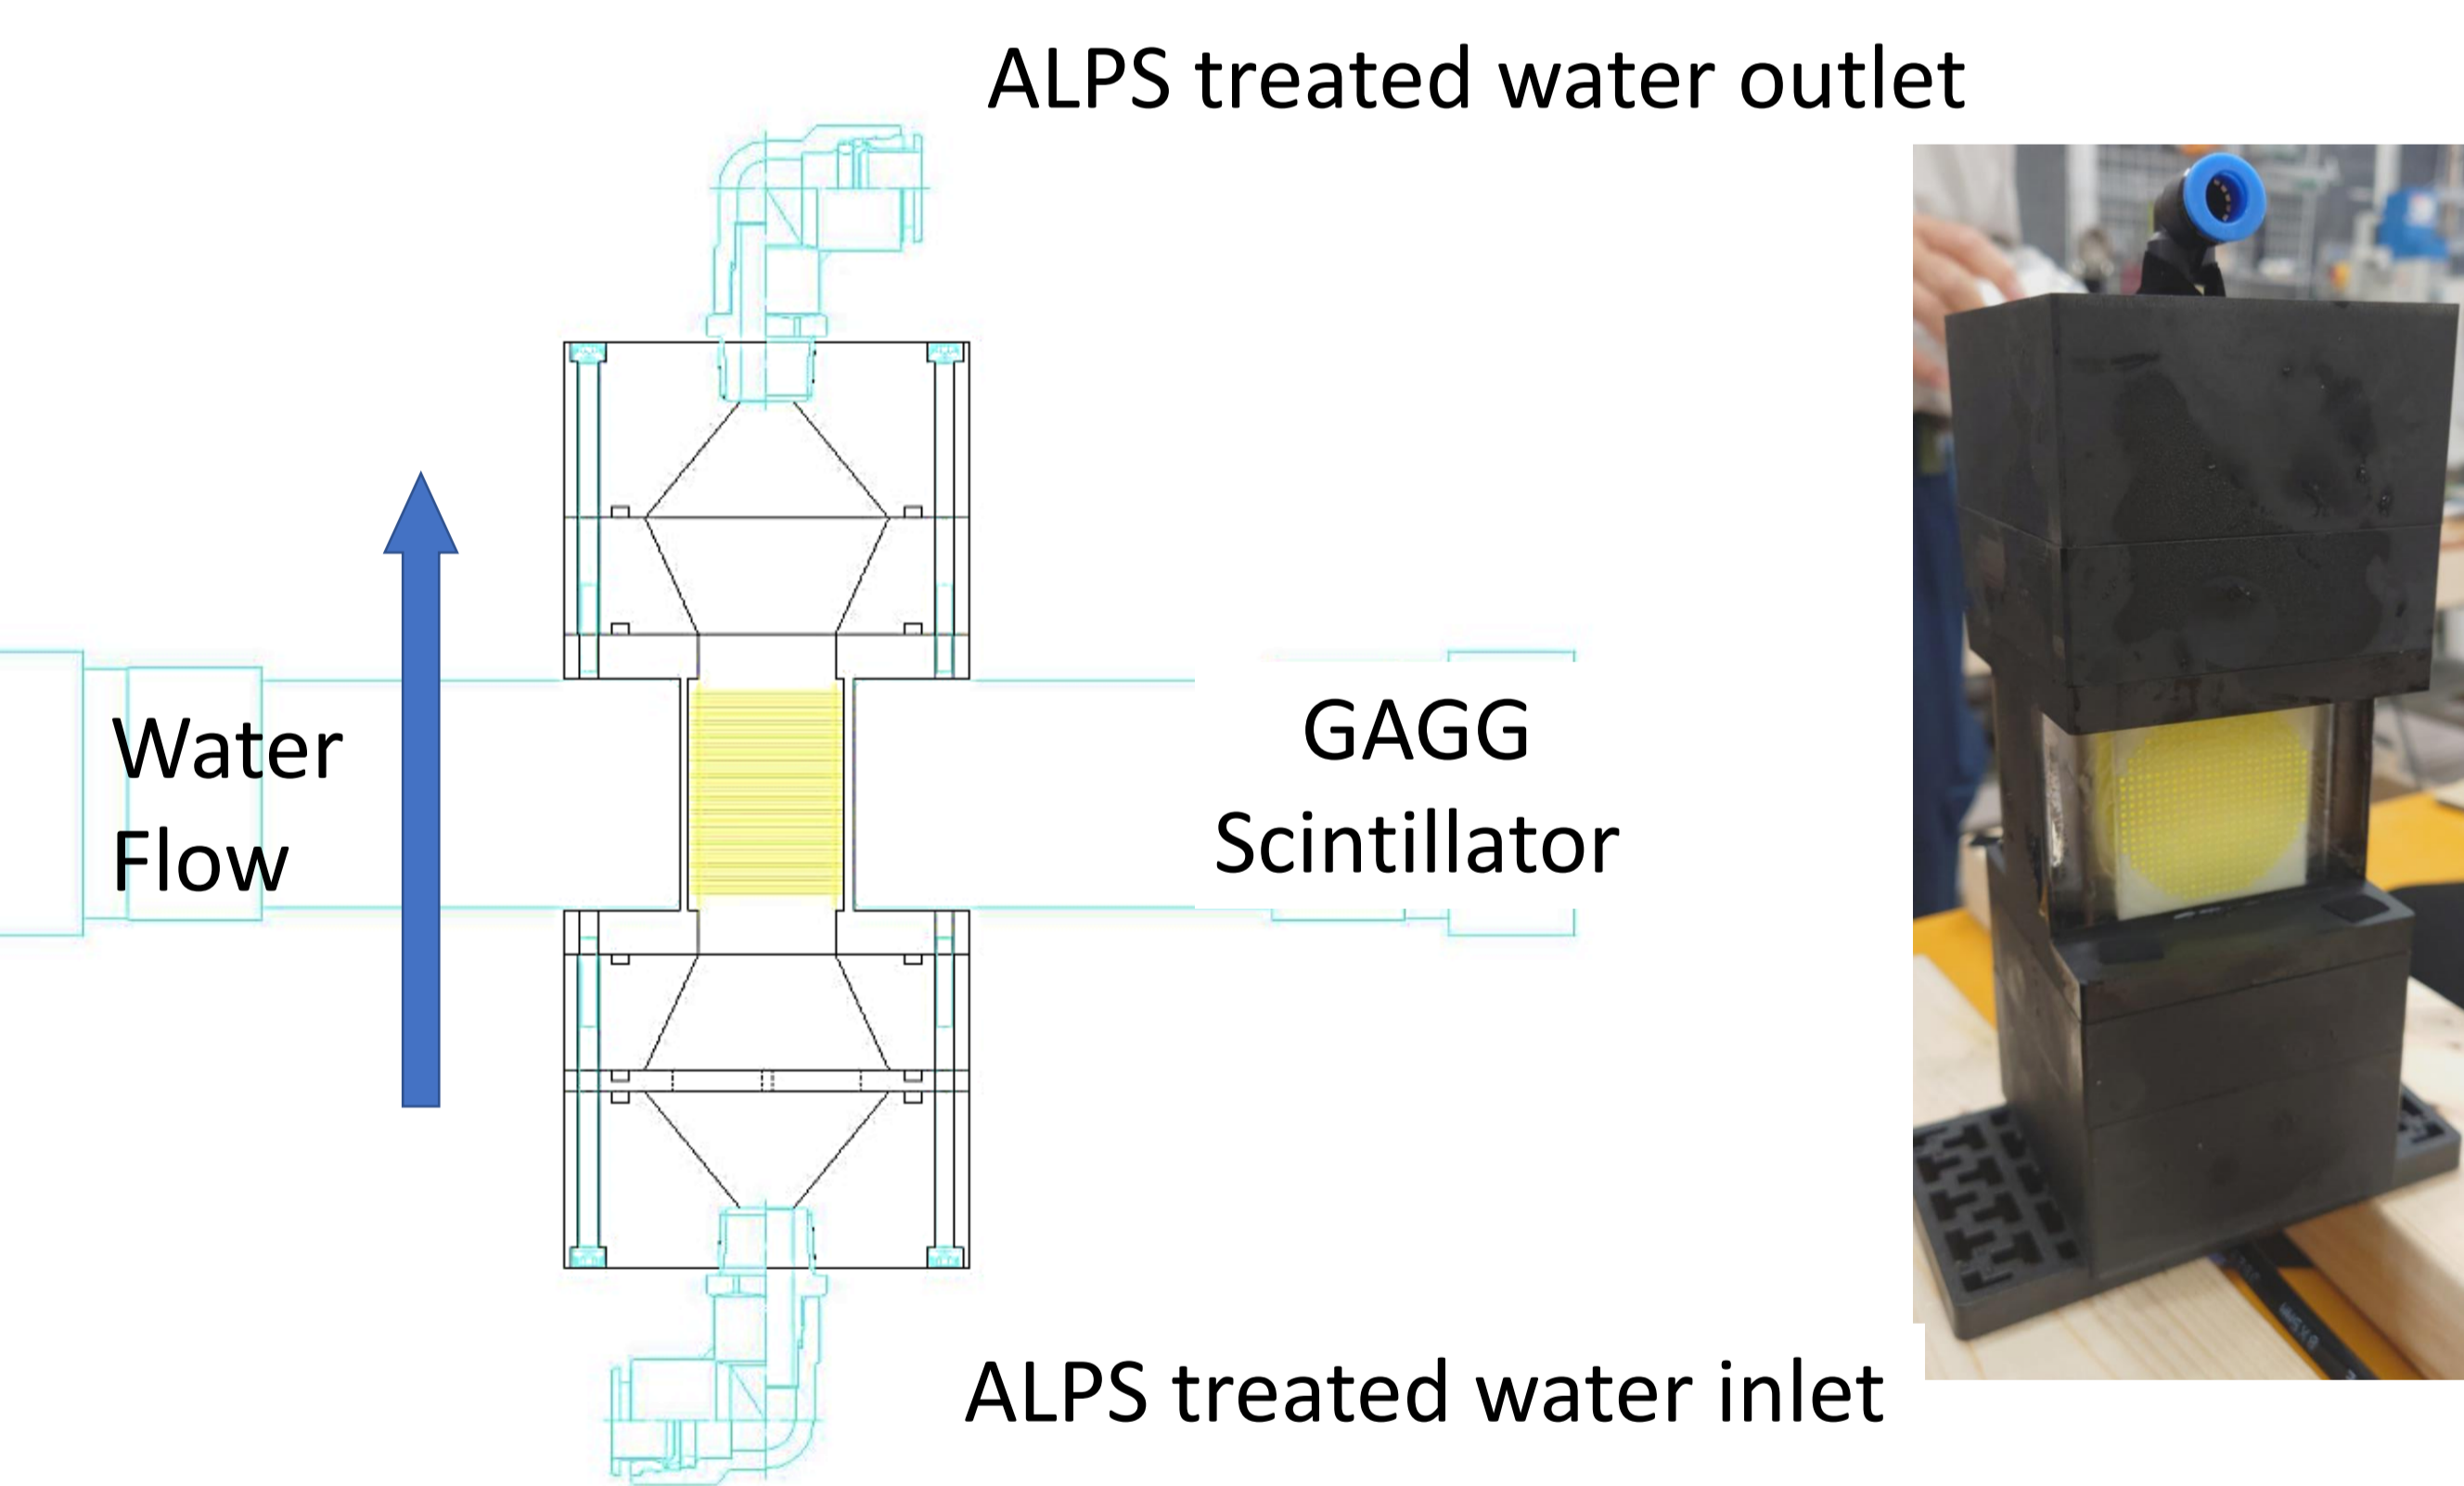 ALPS treated water outlet
Water
Flow
GAGG
Scintillator
ALPS treated water inlet